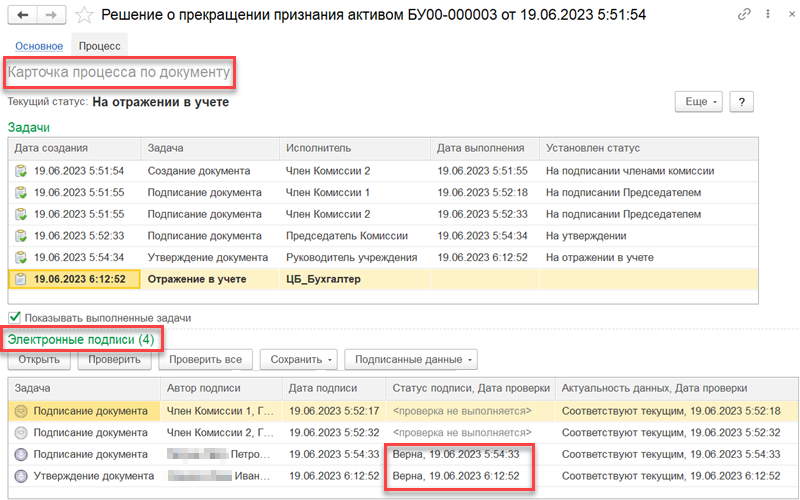 Решение о прекращении признания активом БУ00-000003 от 19.06.2023 5:51:54
Основное Процесс
Карточка процесса по документу
Текущий статус: На отражении в учете
Еще ?
Задачи
Дата создания Задача Исполнитель Дата выполнения Установлен статус
19.06.2023 5:51:54 Создание документа Член Комиссии 2 19.06.2023 5:51:55 На подписании членами комиссии
19.06.2023 5:51:55 Подписание документа Член Комиссии 1 19.06.2023 5:52:18 На подписании Председателем
19.06.2023 5:51:55 Подписание документа Член Комиссии 2 19.06.2023 5:52:33 На подписании Председателем
19.06.2023 5:52:33 Подписание документа Председатель Комиссии 19.06.2023 5:54:34 На утверждении
19.06.2023 5:54:34 Утверждение документа Руководитель учреждения 19.06.2023 6:12:52 На отражении в учете
19.06.2023 6:12:52 Отражение в учете ЦБ_Бухгалтер
Показывать выполненные задачи
Электронные подписи (4)
Открыть Проверить Проверить все Сохранить Подписанные данные
Задача Автор подписи Дата подписи Статус подписи, Дата проверки Актуальность данных, Дата проверки
Подписание документа Член Комиссии 1, Г... 19.06.2023 5:52:17 <проверка не выполняется> Соответствуют текущим, 19.06.2023 5:52:18
Подписание документа Член Комиссии 2, Г... 19.06.2023 5:52:32 <проверка не выполняется> Соответствуют текущим, 19.06.2023 5:52:32
Подписание документа Петро... 19.06.2023 5:54:33 Верна, 19.06.2023 5:54:33 Соответствуют текущим, 19.06.2023 5:54:33
Утверждение документа Иван... 19.06.2023 6:12:52 Верна, 19.06.2023 6:12:52 Соответствуют текущим, 19.06.2023 6:12:52